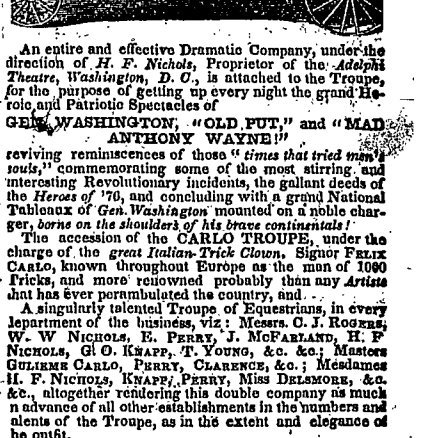 An entire and effective Dramatic Company, under the
direction of H. F. Nichols, Proprietor of the Adelphi
Theatre, Washington, D. C., is attached to the Troupe,
for the purpose of getting up every night the grand He-
roic and Patriotic Spectacles of
GEN. WASHINGTON, "OLD PUT," and "MAD
ANTHONY WAYNE!"
reviving reminiscences of those "times that tried men's
souls," commemorating some of the most stirring and
interesting Revolutionary incidents, the gallant deeds of
the Heroes of '76, and concluding with a grand National
Tableaux of Gen. Washington mounted on a noble char-
ger, borne on the shoulders of his brave continentals!
The accession of the CARLO TROUPE, under the
charge of the great Italian Trick Clown, Signor FELIX
CARLO, known throughout Europe as the man of 1000
Tricks, and more renowned probably than any Artiste
that has ever perambulated the country, and
A singularly talented Troupe of Equestrians, in every
department of the business, viz: Messrs. C. J. ROGERS,
W. W NICHOLS, E. PERRY, J. MCFARLAND, H. F
NICHOLS, G. O. KNAPP, T. YOUNG, &c. &c.; Masters
GULIEME CARLO, PERRY, CLARENCE, &c.; Mesdames
H. F. NICHOLS, KNAPP, PERRY, Miss DELSMORE, &c.
&c., altogether rendering this double company as much
n advance of all other establishments in the numbers and
alents of the Troupe, as in the extent and elegance of
he outfit.